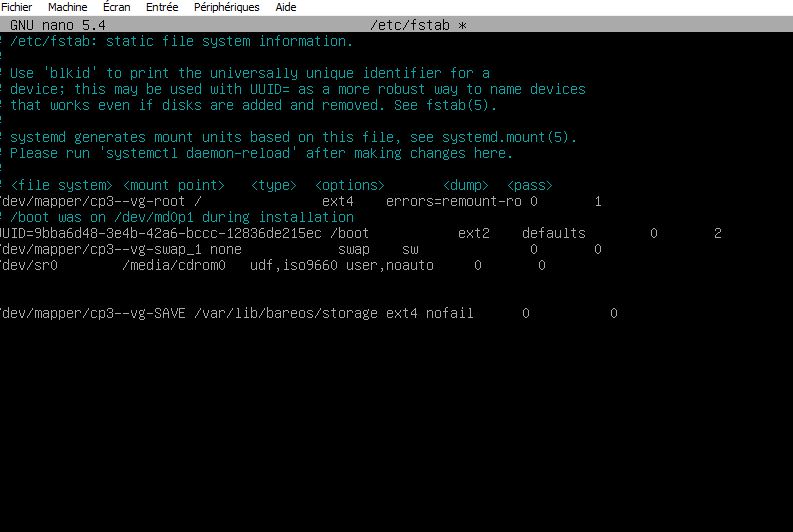 Fichier Machine Écran Entrée Périphériques Aide
GNU nano 5.4 /etc/fstab *
# /etc/fstab: static file system information.
#
# Use 'blkid' to print the universally unique identifier for a
# device; this may be used with UUID= as a more robust way to name devices
# that works even if disks are added and removed. See fstab(5).
#
# systemd generates mount units based on this file, see systemd.mount(5).
# Please run 'systemctl daemon-reload' after making changes here.
#
# <file system> <mount point> <type> <options> <dump> <pass>
/dev/mapper/cp3--vg-root / ext4 errors=remount-ro 0 1
# /boot was on /dev/md0p1 during installation
UUID=9bba6d48-3e4b-42a6-bccc-12836de215ec /boot ext2 defaults 0 2
/dev/mapper/cp3--vg-swap_1 none swap sw 0 0
/dev/sr0 /media/cdrom0 udf,iso9660 user,noauto 0 0
/dev/mapper/cp3--vg-SAVE /var/lib/bareos/storage ext4 nofail 0 0